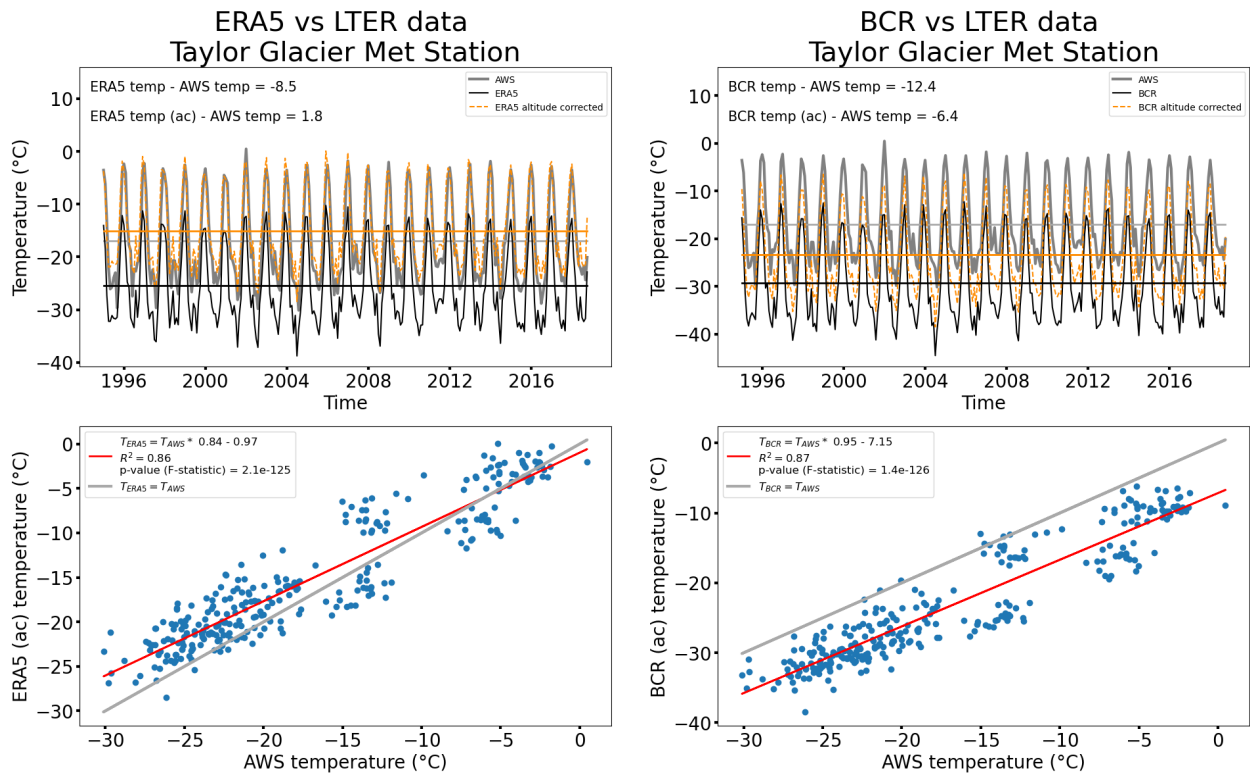 ERA5 vs LTER data
Taylor Glacier Met Station
ERA5 temp - AWS temp = -8.5
ERA5 temp (ac) - AWS temp = 1.8
AWS
ERA5
ERA5 altitude corrected
Temperature (°C)
10
0
−10
−20
−30
−40
1996 2000 2004 2008 2012 2016
Time
BCR vs LTER data
Taylor Glacier Met Station
BCR temp - AWS temp = -12.4
BCR temp (ac) - AWS temp = -6.4
AWS
BCR
BCR altitude corrected
Temperature (°C)
10
0
−10
−20
−30
−40
1996 2000 2004 2008 2012 2016
Time
T_ERA5 = T_AWS * 0.84 - 0.97
R² = 0.86
p-value (F-statistic) = 2.1e-125
T_ERA5 = T_AWS
ERA5 (ac) temperature (°C)
0
−5
−10
−15
−20
−25
−30
−30 −25 −20 −15 −10 −5 0
AWS temperature (°C)
T_BCR = T_AWS * 0.95 - 7.15
R² = 0.87
p-value (F-statistic) = 1.4e-126
T_BCR = T_AWS
BCR (ac) temperature (°C)
0
−10
−20
−30
−40
−30 −25 −20 −15 −10 −5 0
AWS temperature (°C)